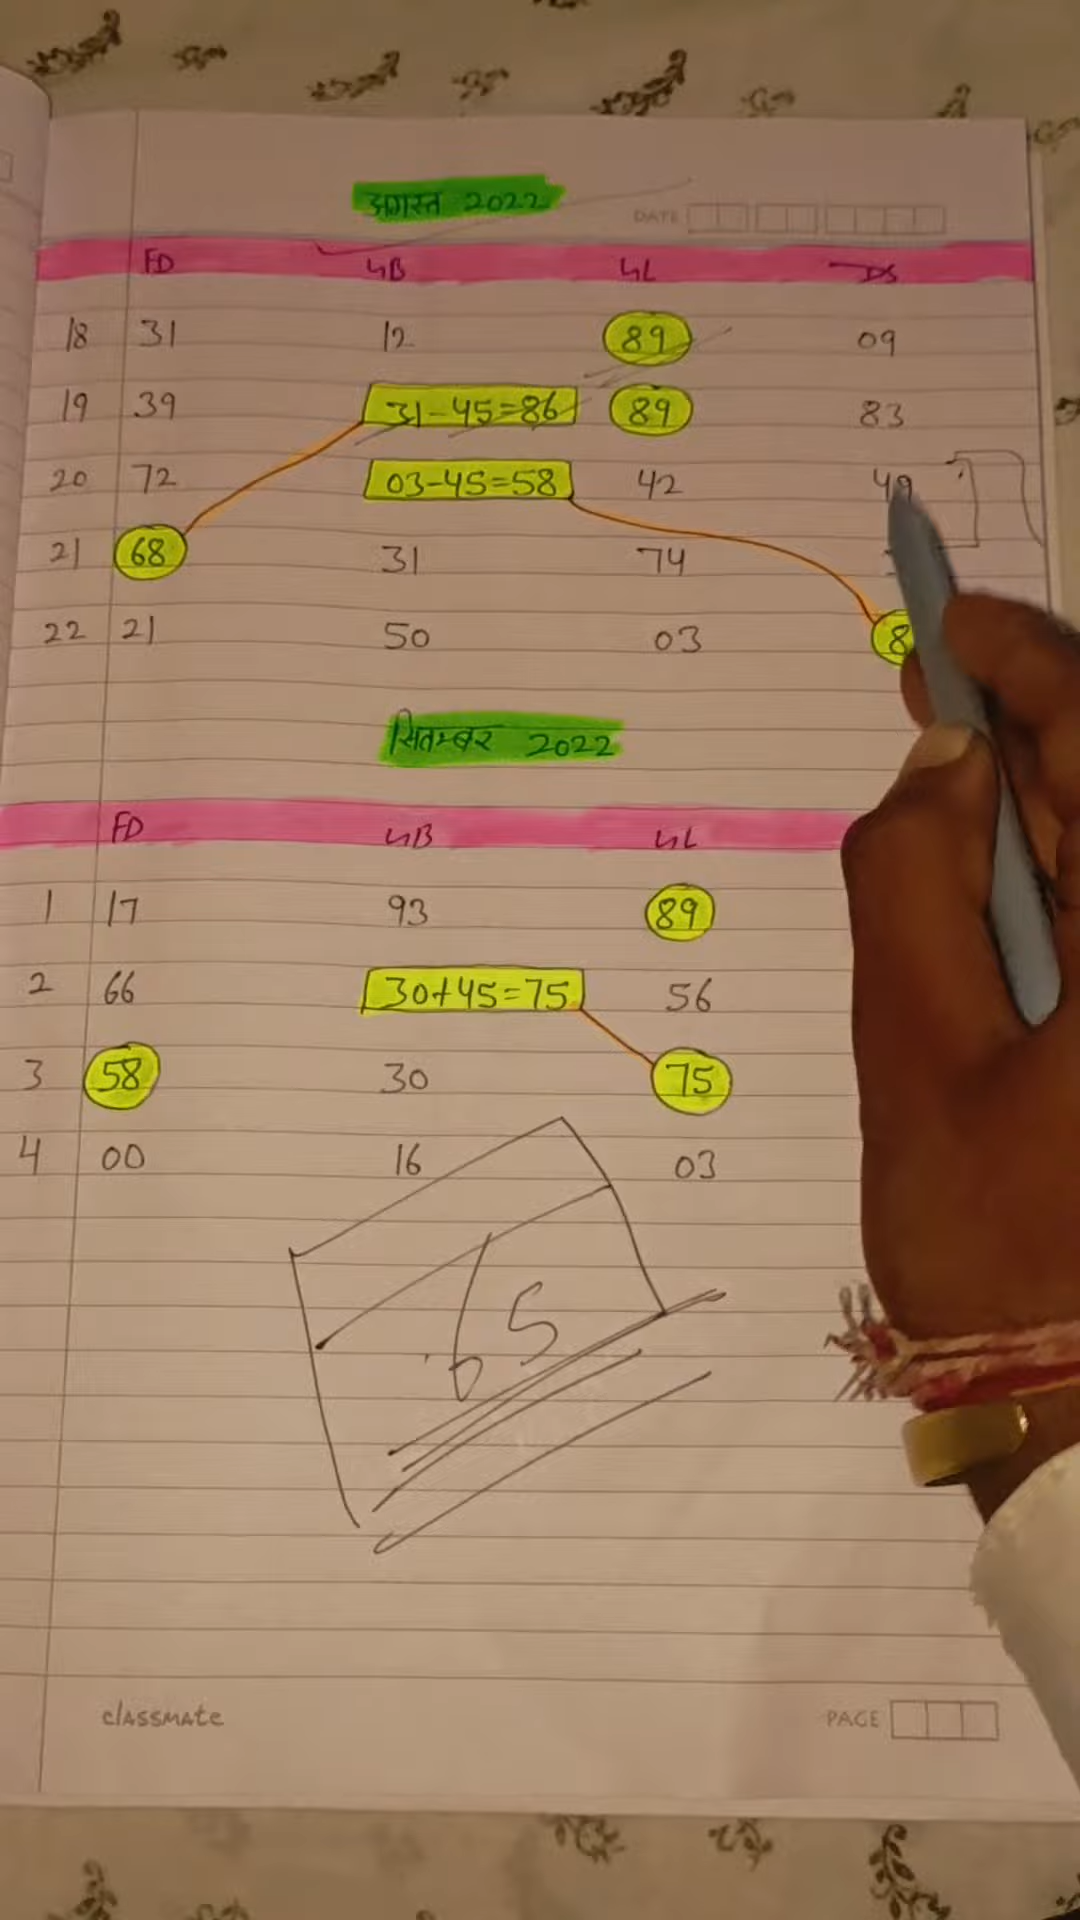 अगस्त 2022
DATE
FD GB GL DS
18 31 12 89 09
19 39 31-45=86 89 83
20 72 03-45=58 42 49
21 68 31 74
22 21 50 03 8
सितम्बर 2022
FD GB GL
1 17 93 89
2 66 30+45=75 56
3 58 30 75
4 00 16 03
65
classmate
PAGE